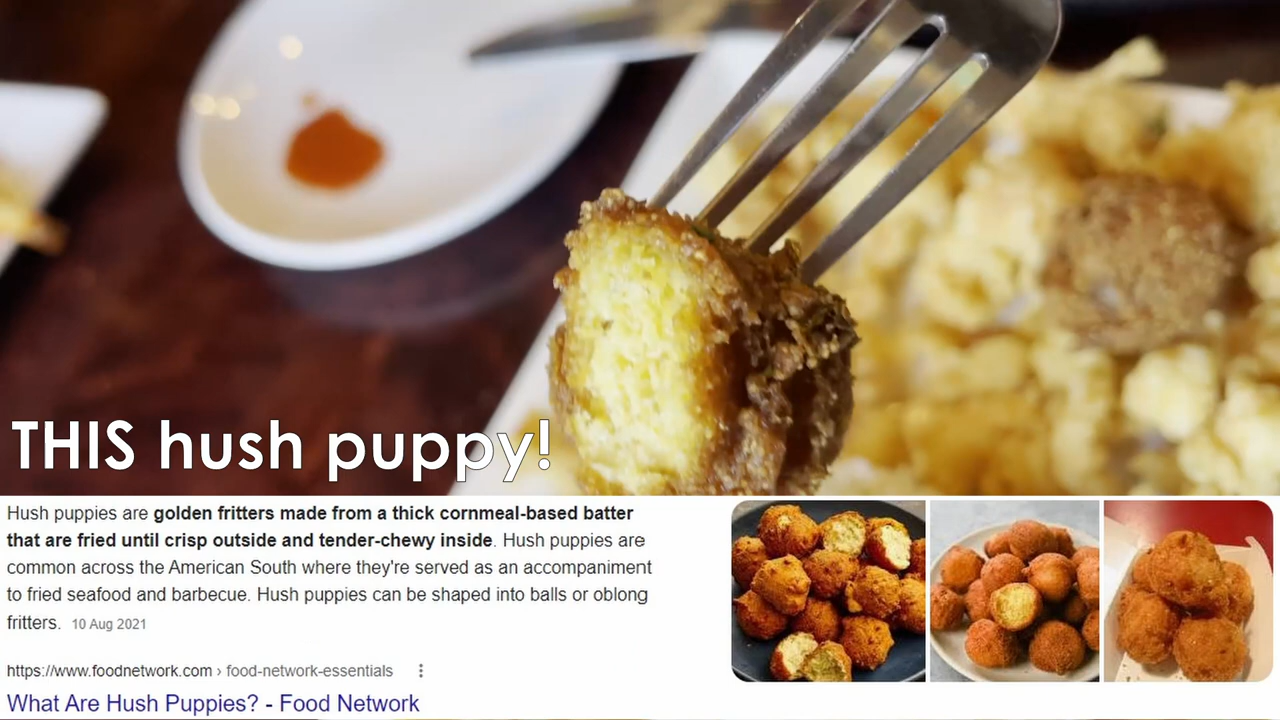 THIS hush puppy!
Hush puppies are golden fritters made from a thick cornmeal-based batter
that are fried until crisp outside and tender-chewy inside. Hush puppies are
common across the American South where they're served as an accompaniment
to fried seafood and barbecue. Hush puppies can be shaped into balls or oblong
fritters. 10 Aug 2021
https://www.foodnetwork.com › food-network-essentials
What Are Hush Puppies? - Food Network